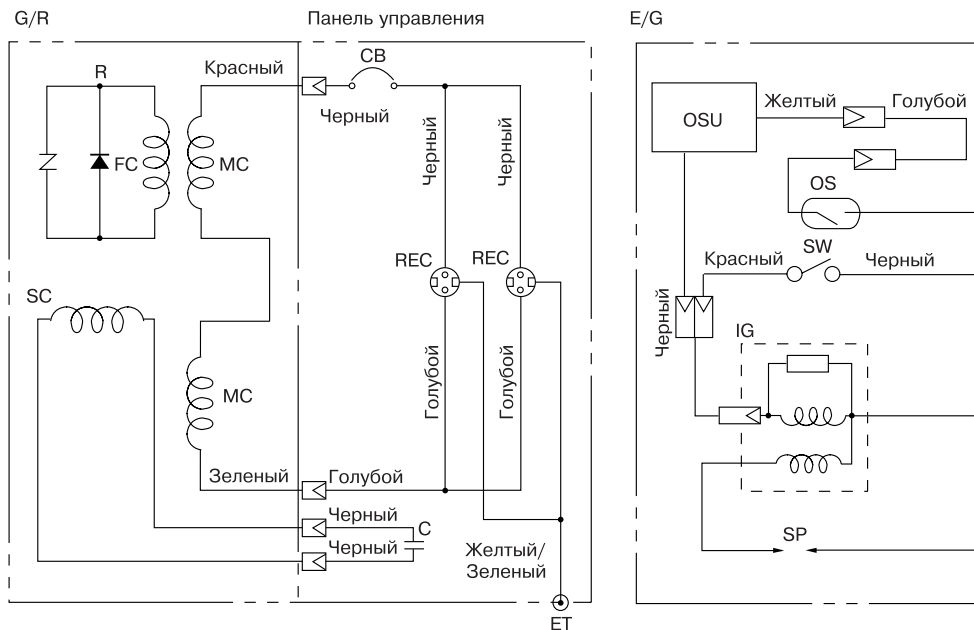 G/R
Панель управления
E/G
R
Красный
CB
Черный
FC
MC
Черный
Черный
REC
REC
SC
MC
Голубой
Голубой
Зеленый
Голубой
Черный
C
Черный
Желтый/
Зеленый
ET
OSU
Желтый
Голубой
OS
SW
Красный
Черный
Черный
IG
SP